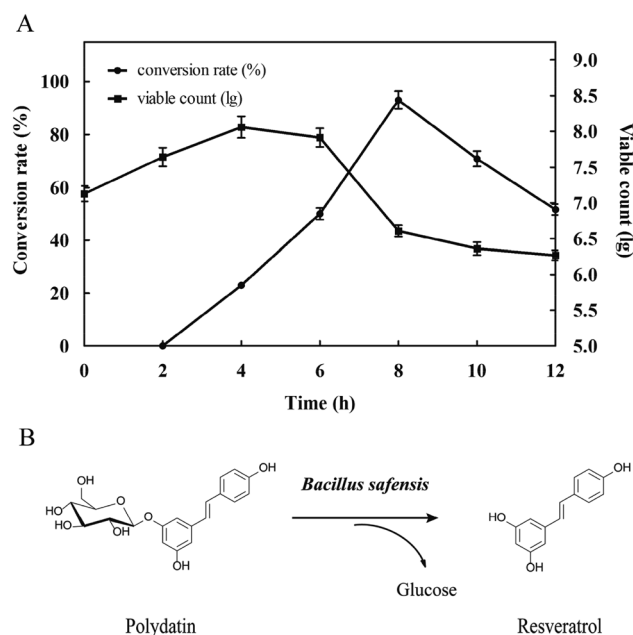 A
conversion rate (%)
viable count (lg)
Conversion rate (%)
100
80
60
40
20
0
Viable count
(lg)
9.0
8.5
8.0
7.5
7.0
6.5
6.0
5.5
5.0
0 2 4 6 8 10 12
Time (h)
B
OH
O
HO
HO
OH
O
OH
OH
Polydatin
Bacillus safensis
Glucose
OH
HO
OH
Resveratrol